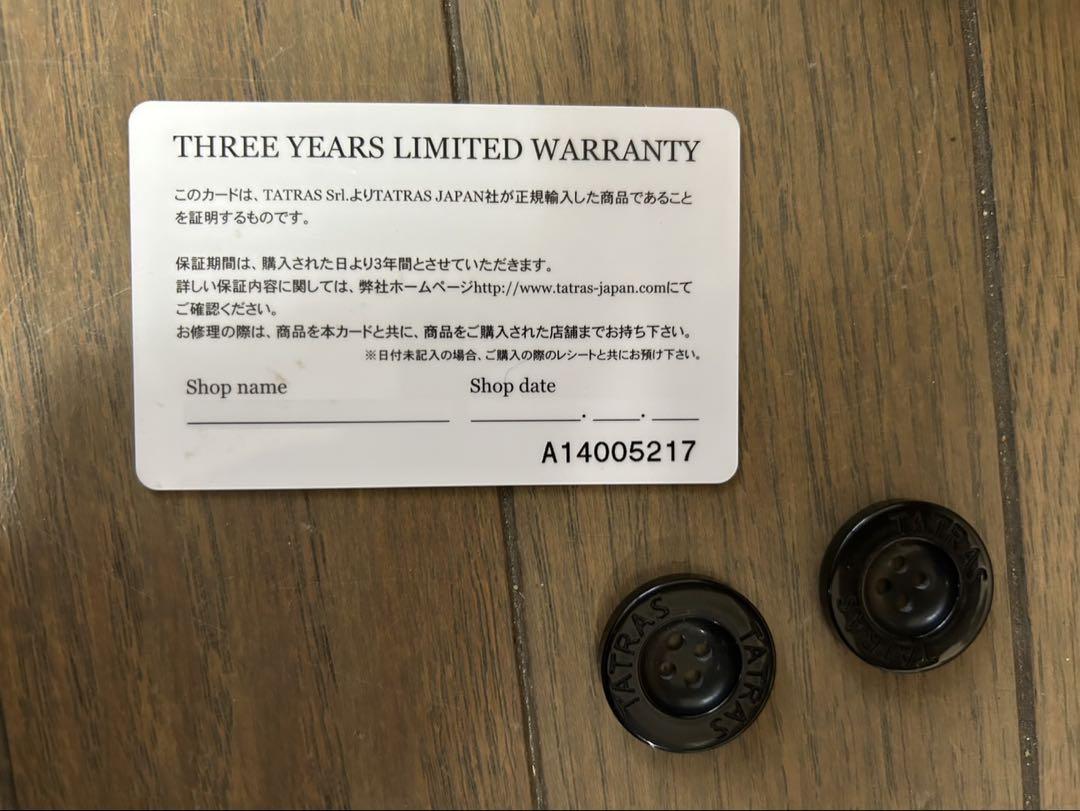 THREE YEARS LIMITED WARRANTY
このカードは、TATRAS Srl.よりTATRAS JAPAN社が正規輸入した商品であること
を証明するものです。
保証期間は、購入された日より3年間とさせていただきます。
詳しい保証内容に関しては、弊社ホームページhttp://www.tatras-japan.comにて
ご確認ください。
お修理の際は、商品を本カードと共に、商品をご購入された店舗までお持ち下さい。
※日付未記入の場合、ご購入の際のレシートと共にお預け下さい。
Shop name
Shop date
A14005217
TATRAS
TATRAS
TATRAS
TATRAS